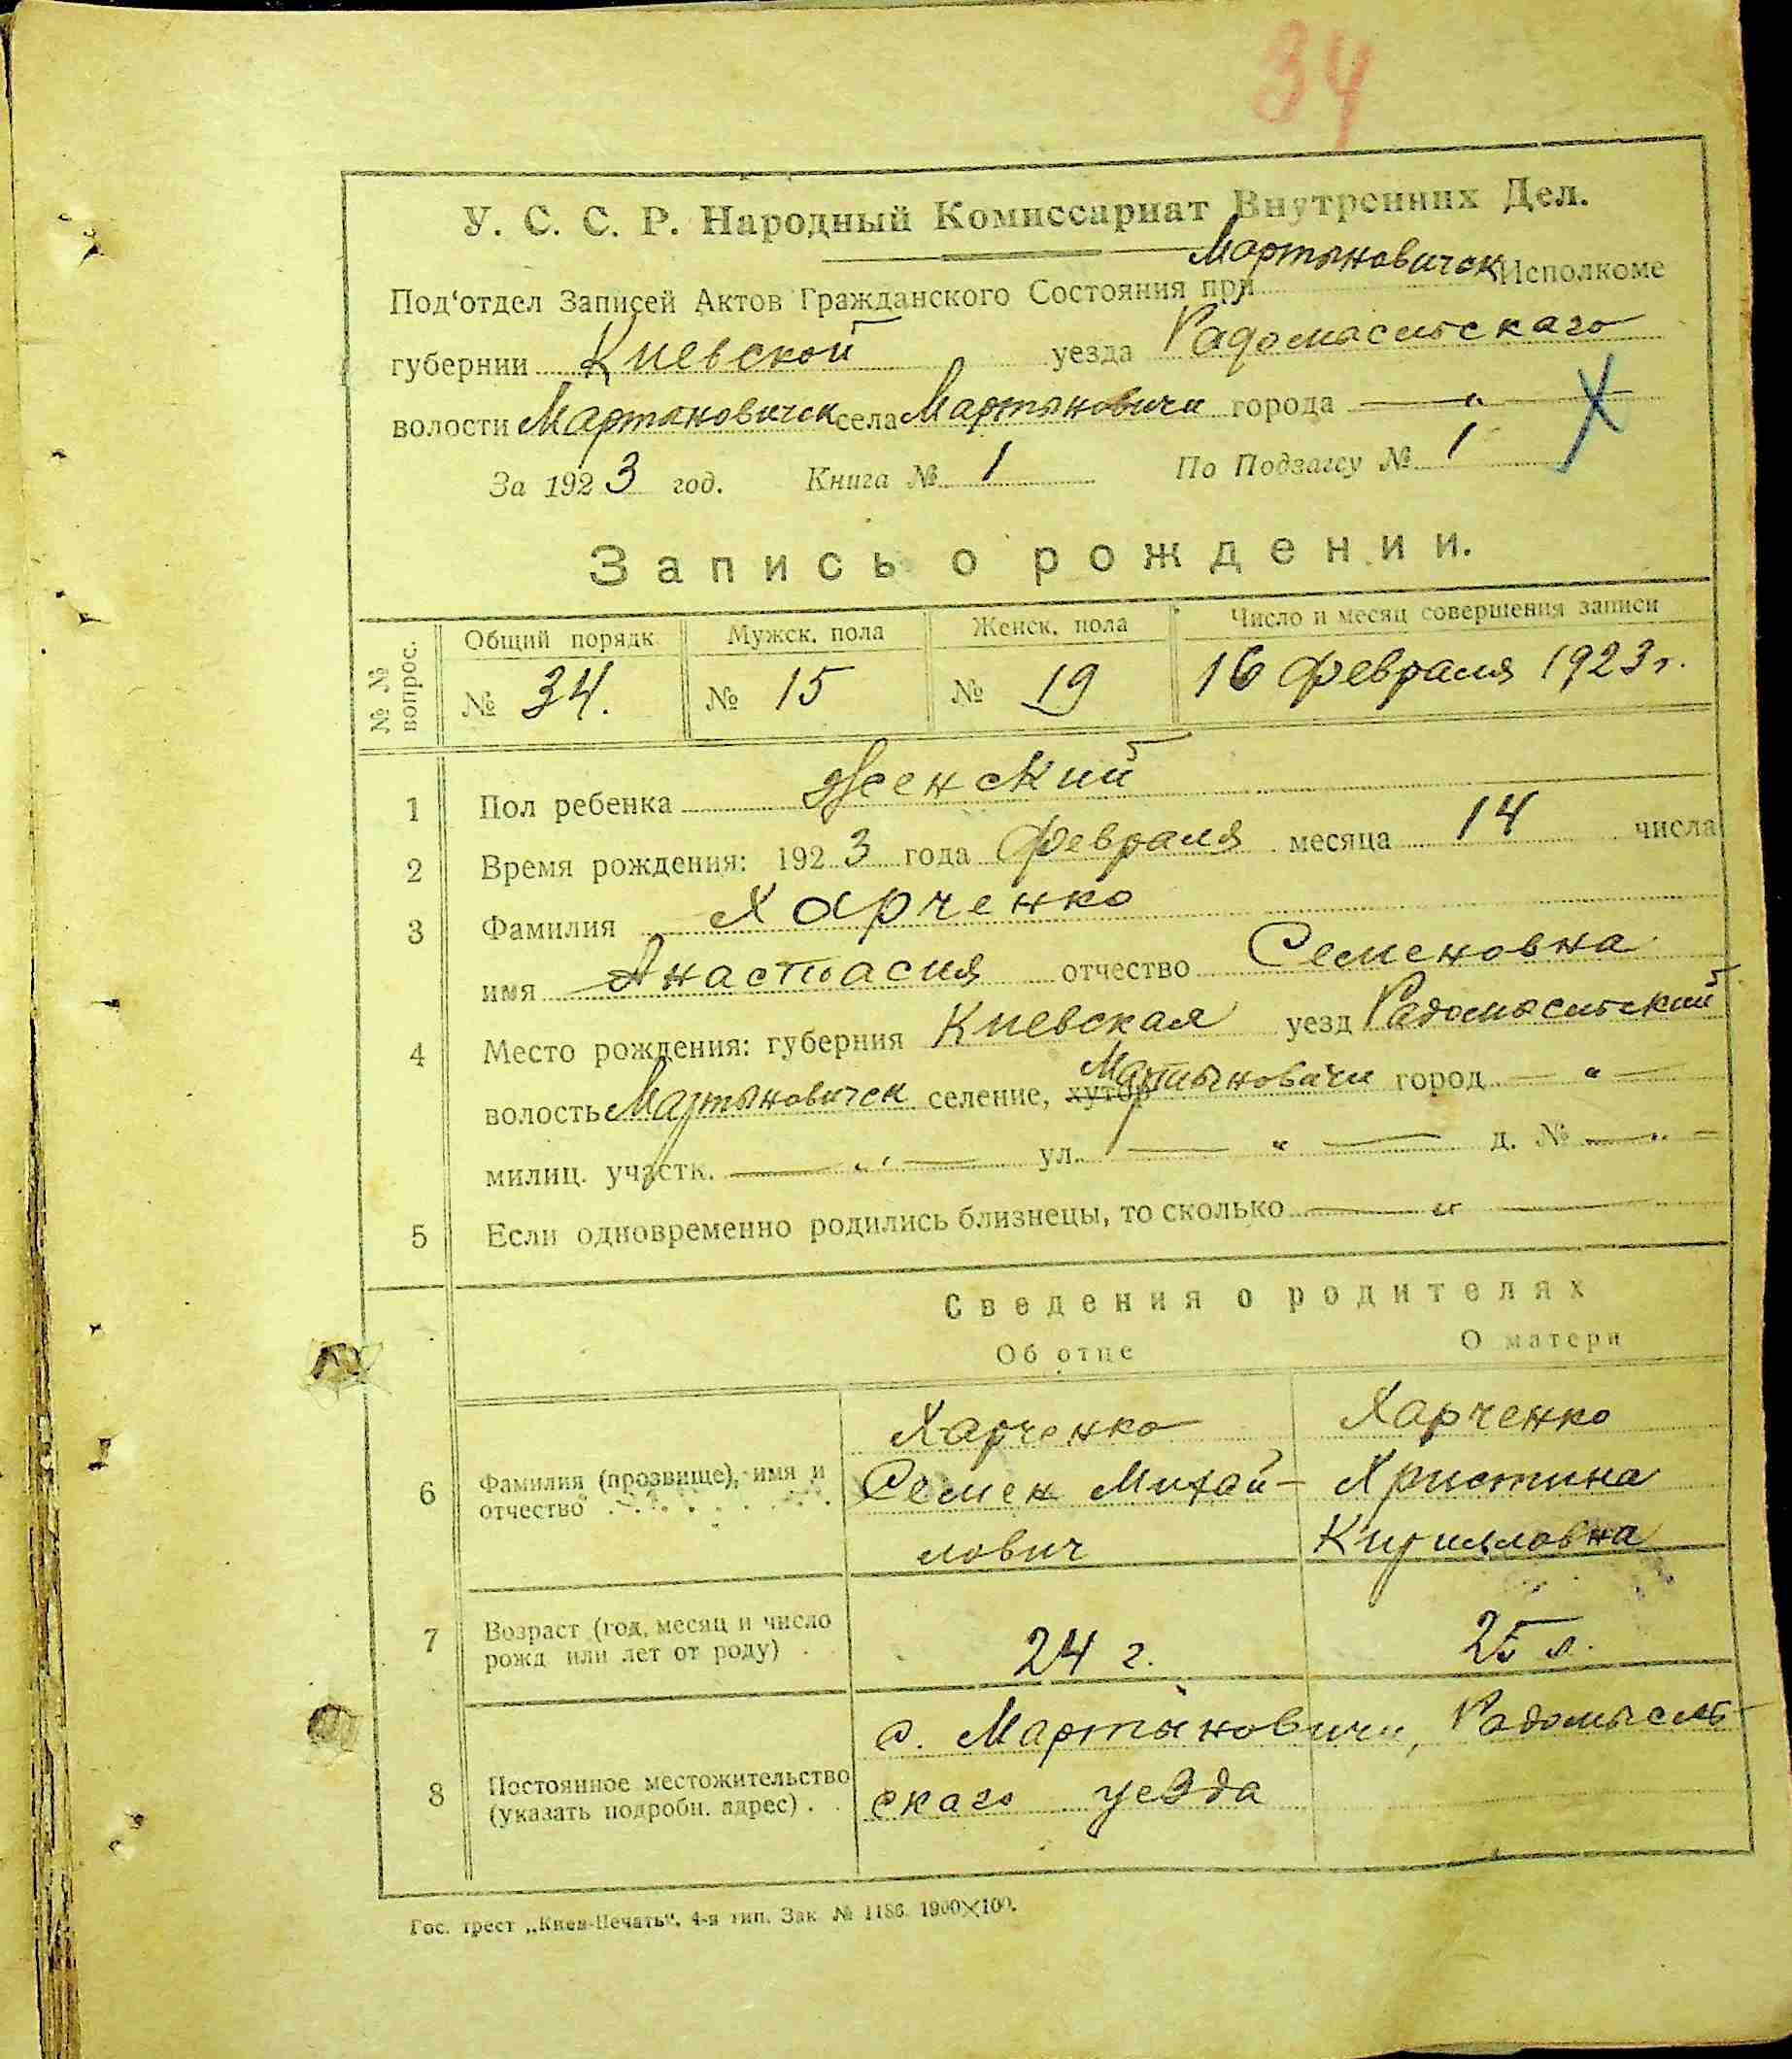 34
У. С. С. Р. Народный Комиссариат Внутренних Дел.
Под'отдел Записей Актов Гражданского Состояния при Мартыновичск Исполкоме
губернии Киевской уезда Радомысльскаго
волости Мартыновичск села Мартыновичи города — " —
За 1923 год. Книга № 1 По Подзагсу № 1
Запись о рождении.
№ № вопрос. Общий порядк. Мужск. пола Женск. пола Число и месяц совершения записи
№ 34. № 15 № 19 16 февраля 1923 г.
1 Пол ребенка Женский
2 Время рождения: 1923 года февраля месяца 14 числа
3 Фамилия Харченко
имя Анастасия отчество Семеновна
4 Место рождения: губерния Киевская уезд Радомысльский
волость Мартыновичск селение, хутор Мартыновичи город — " —
милиц. участк. — " — ул. — " — д. № — " —
5 Если одновременно родились близнецы, то сколько — " —
Сведения о родителях
Об отце О матери
Харченко Харченко
6 Фамилия (прозвище), имя и отчество Семен Михай- Христина
лович Кирилловна
7 Возраст (год, месяц и число рожд или лет от роду) 24 г. 25 л.
с. Мартыновичи, Радомысль-
8 Постоянное местожительство (указать подробн. адрес) скаго уезда
Гос. трест „Киев-Печать“. 4-я тип. Зак № 1186. 1900×100.